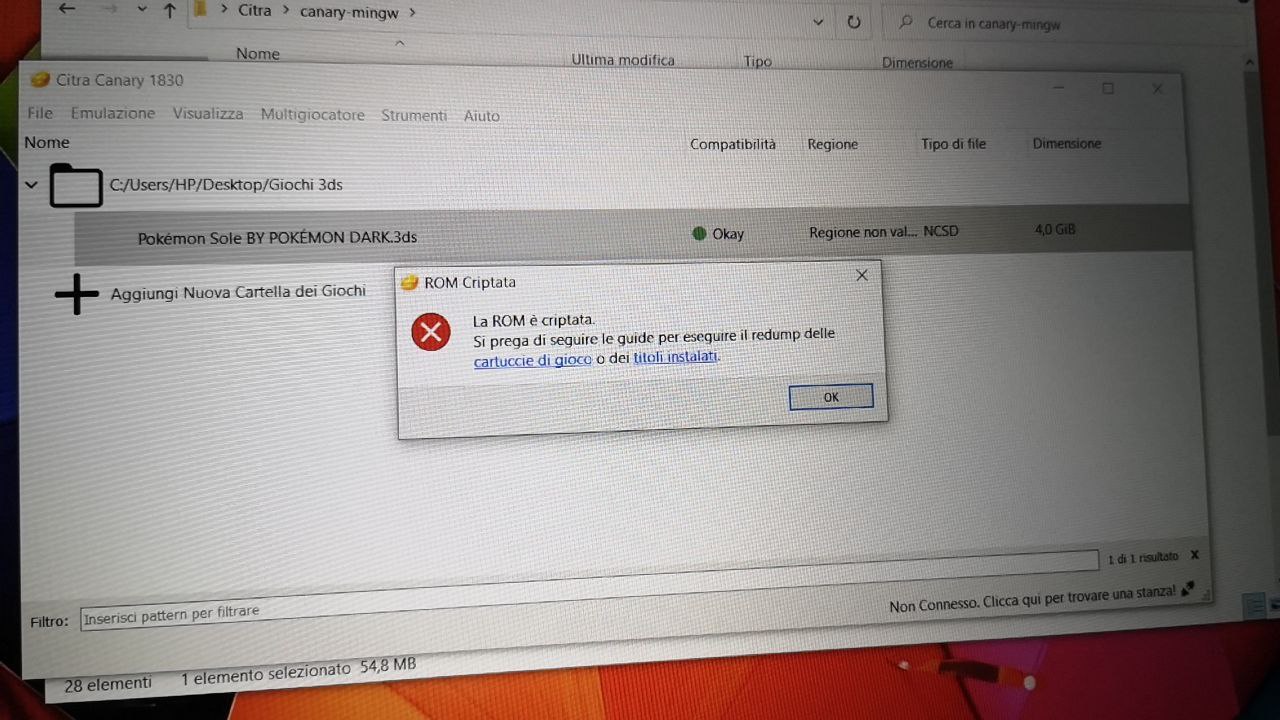 Citra
canary-mingw
Cerca in canary-mingw
Nome
Ultima modifica
Tipo
Dimensione
Citra Canary 1830
File Emulazione Visualizza Multigiocatore Strumenti Aiuto
Nome Compatibilità Regione Tipo di file Dimensione
C:/Users/HP/Desktop/Giochi 3ds
Pokémon Sole BY POKÉMON DARK.3ds Okay Regione non val... NCSD 4,0 GiB
Aggiungi Nuova Cartella dei Giochi
ROM Criptata
La ROM è criptata.
Si prega di seguire le guide per eseguire il redump delle
cartuccie di gioco o dei titoli instalati.
OK
1 di 1 risultato x
Filtro: Inserisci pattern per filtrare
Non Connesso. Clicca qui per trovare una stanza!
28 elementi 1 elemento selezionato 54,8 MB